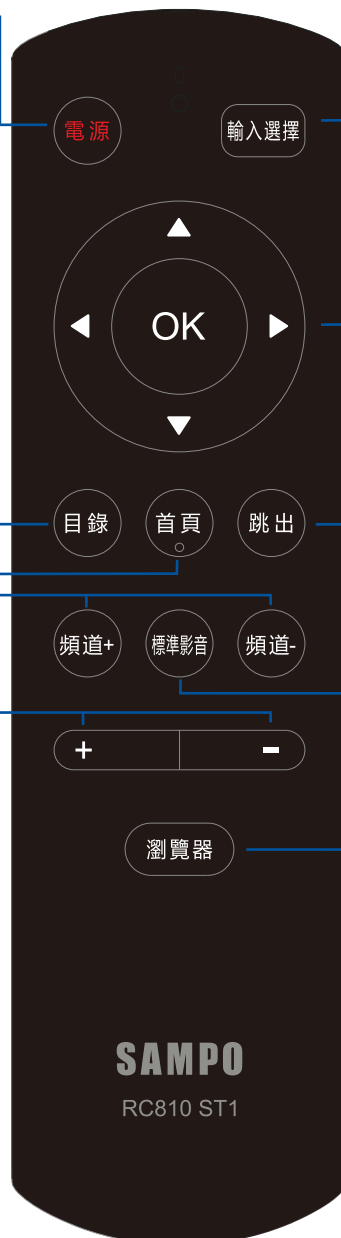 電源
輸入選擇
OK
目錄
首頁
跳出
頻道+
標準影音
頻道-
+
-
瀏覽器
SAMPO
RC810 ST1